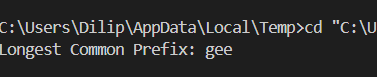 C:\Users\Dilip\AppData\Local\Temp>cd "C:\U
Longest Common Prefix: gee